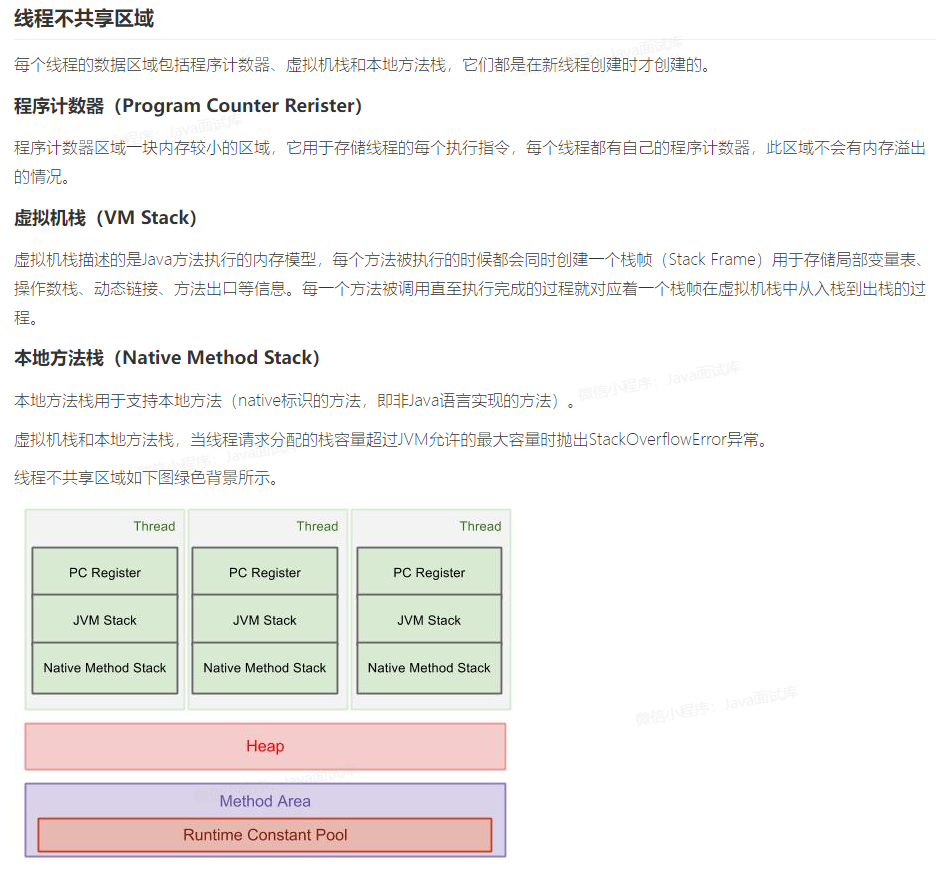 线程不共享区域
每个线程的数据区域包括程序计数器、虚拟机栈和本地方法栈，它们都是在新线程创建时才创建的。
程序计数器（Program Counter Rerister）
程序计数器区域一块内存较小的区域，它用于存储线程的每个执行指令，每个线程都有自己的程序计数器，此区域不会有内存溢出
的情况。
虚拟机栈（VM Stack）
虚拟机栈描述的是Java方法执行的内存模型，每个方法被执行的时候都会同时创建一个栈帧（Stack Frame）用于存储局部变量表、
操作数栈、动态链接、方法出口等信息。每一个方法被调用直至执行完成的过程就对应着一个栈帧在虚拟机栈中从入栈到出栈的过
程。
本地方法栈（Native Method Stack）
微信小程序：Java面试库
本地方法栈用于支持本地方法（native标识的方法，即非Java语言实现的方法）。
虚拟机栈和本地方法栈，当线程请求分配的栈容量超过JVM允许的最大容量时抛出StackOverflowError异常。
线程不共享区域如下图绿色背景所示。
Thread Thread Thread
PC Register PC Register PC Register
JVM Stack JVM Stack JVM Stack
Native Method Stack Native Method Stack Native Method Stack
微信小程序：Java面试库
Heap
Method Area
Runtime Constant Pool